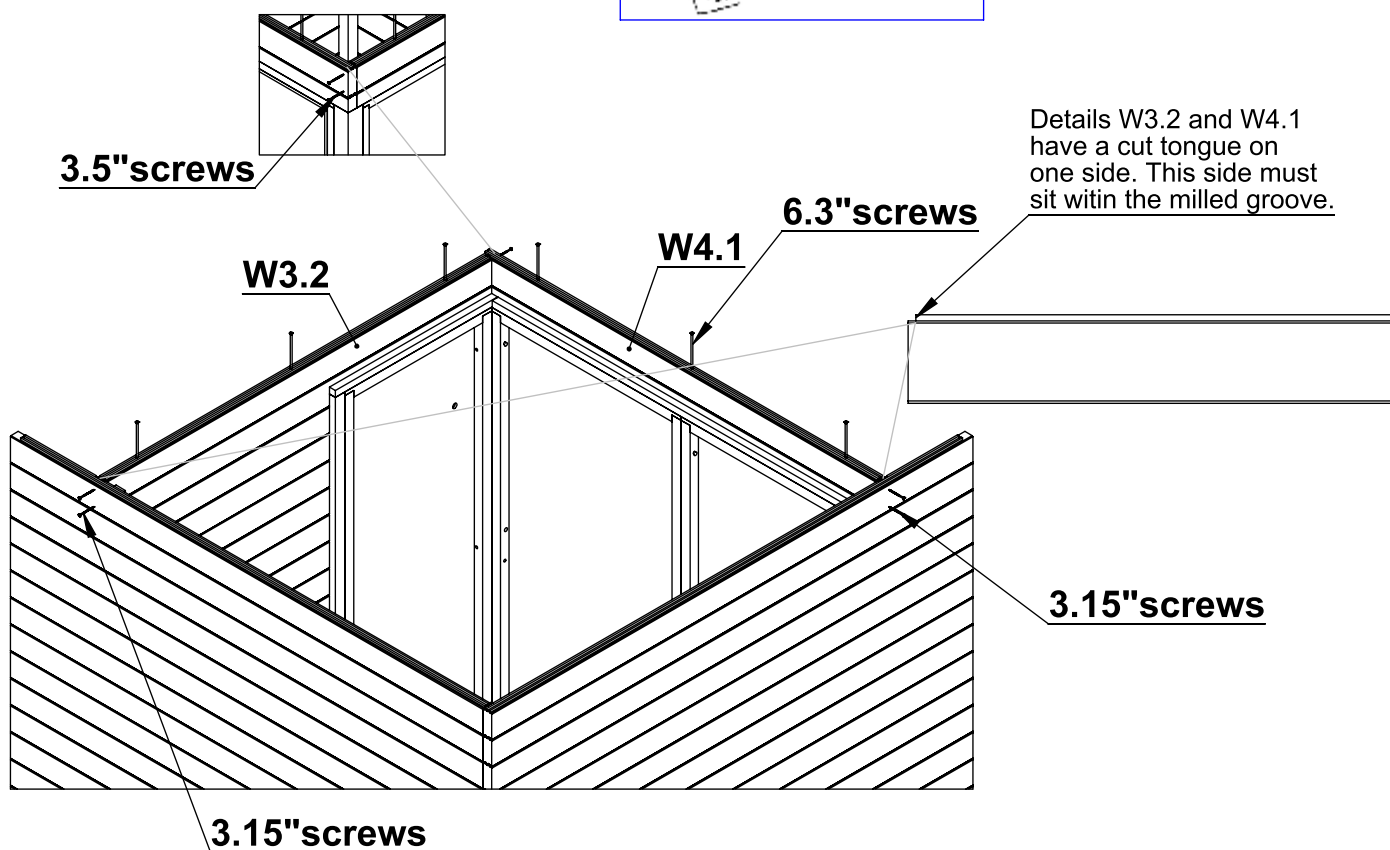 3.5"screws
Details W3.2 and W4.1
have a cut tongue on
one side. This side must
sit witin the milled groove.
6.3"screws
W4.1
W3.2
3.15"screws
3.15"screws